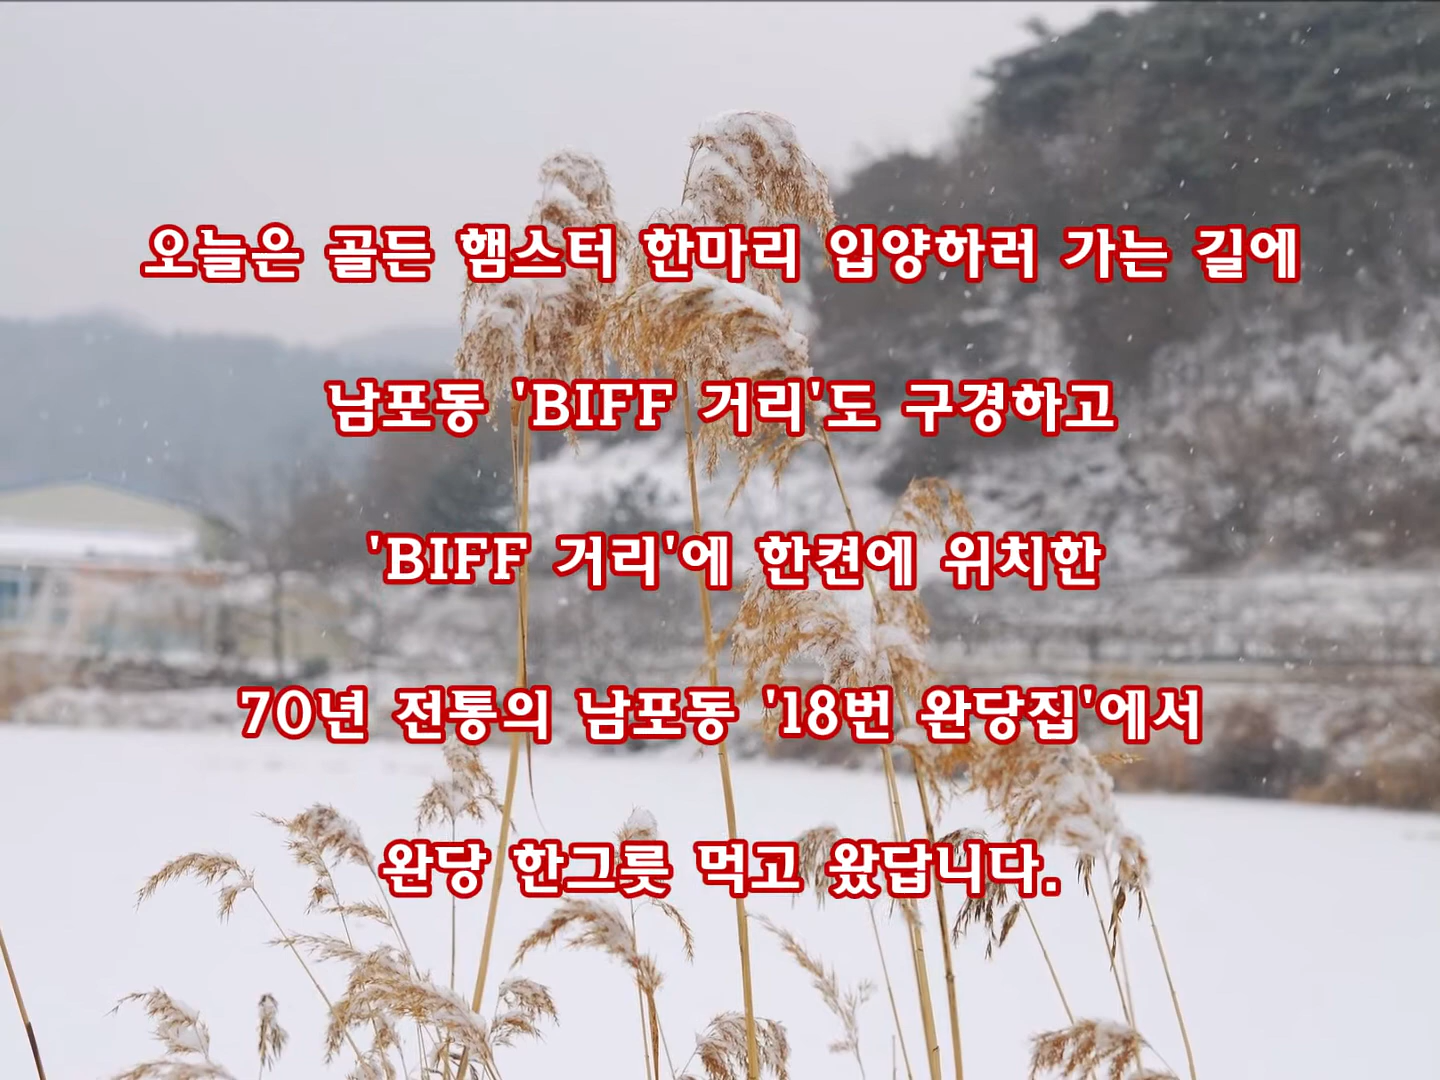 오늘은 골든 햄스터 한마리 입양하러 가는 길에
남포동 'BIFF 거리'도 구경하고
'BIFF 거리'에 한켠에 위치한
70년 전통의 남포동 '18번 완당집'에서
완당 한그릇 먹고 왔답니다.